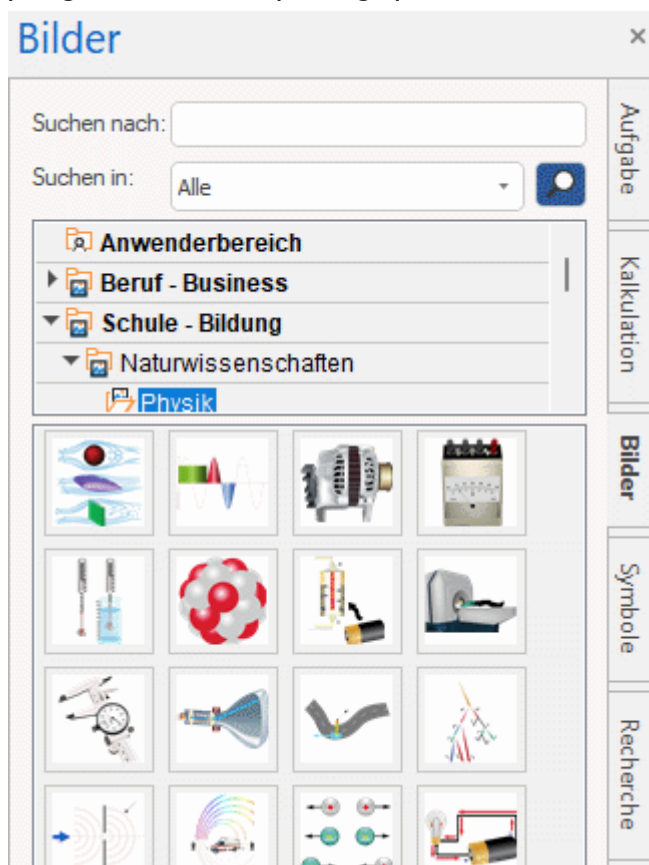 Bilder
Suchen nach:
Suchen in:
Alle
Anwenderbereich
Beruf - Business
Schule - Bildung
Naturwissenschaften
Physik
Aufgabe
Kalkulation
Bilder
Symbole
Recherche